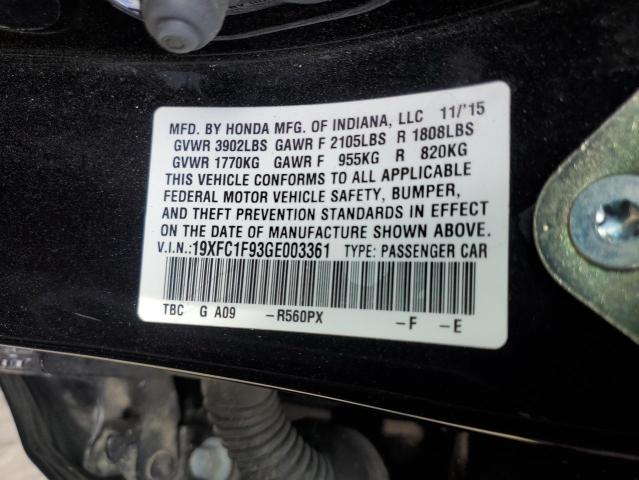 MFD. BY HONDA MFG. OF INDIANA, LLC 11/'15
GVWR 3902LBS GAWR F 2105LBS R 1808LBS
GVWR 1770KG GAWR F 955KG R 820KG
THIS VEHICLE CONFORMS TO ALL APPLICABLE
FEDERAL MOTOR VEHICLE SAFETY, BUMPER,
AND THEFT PREVENTION STANDARDS IN EFFECT
ON THE DATE OF MANUFACTURE SHOWN ABOVE.
V.I.N.:19XFC1F93GE003361 TYPE: PASSENGER CAR
TBC G A09 -R560PX -F -E